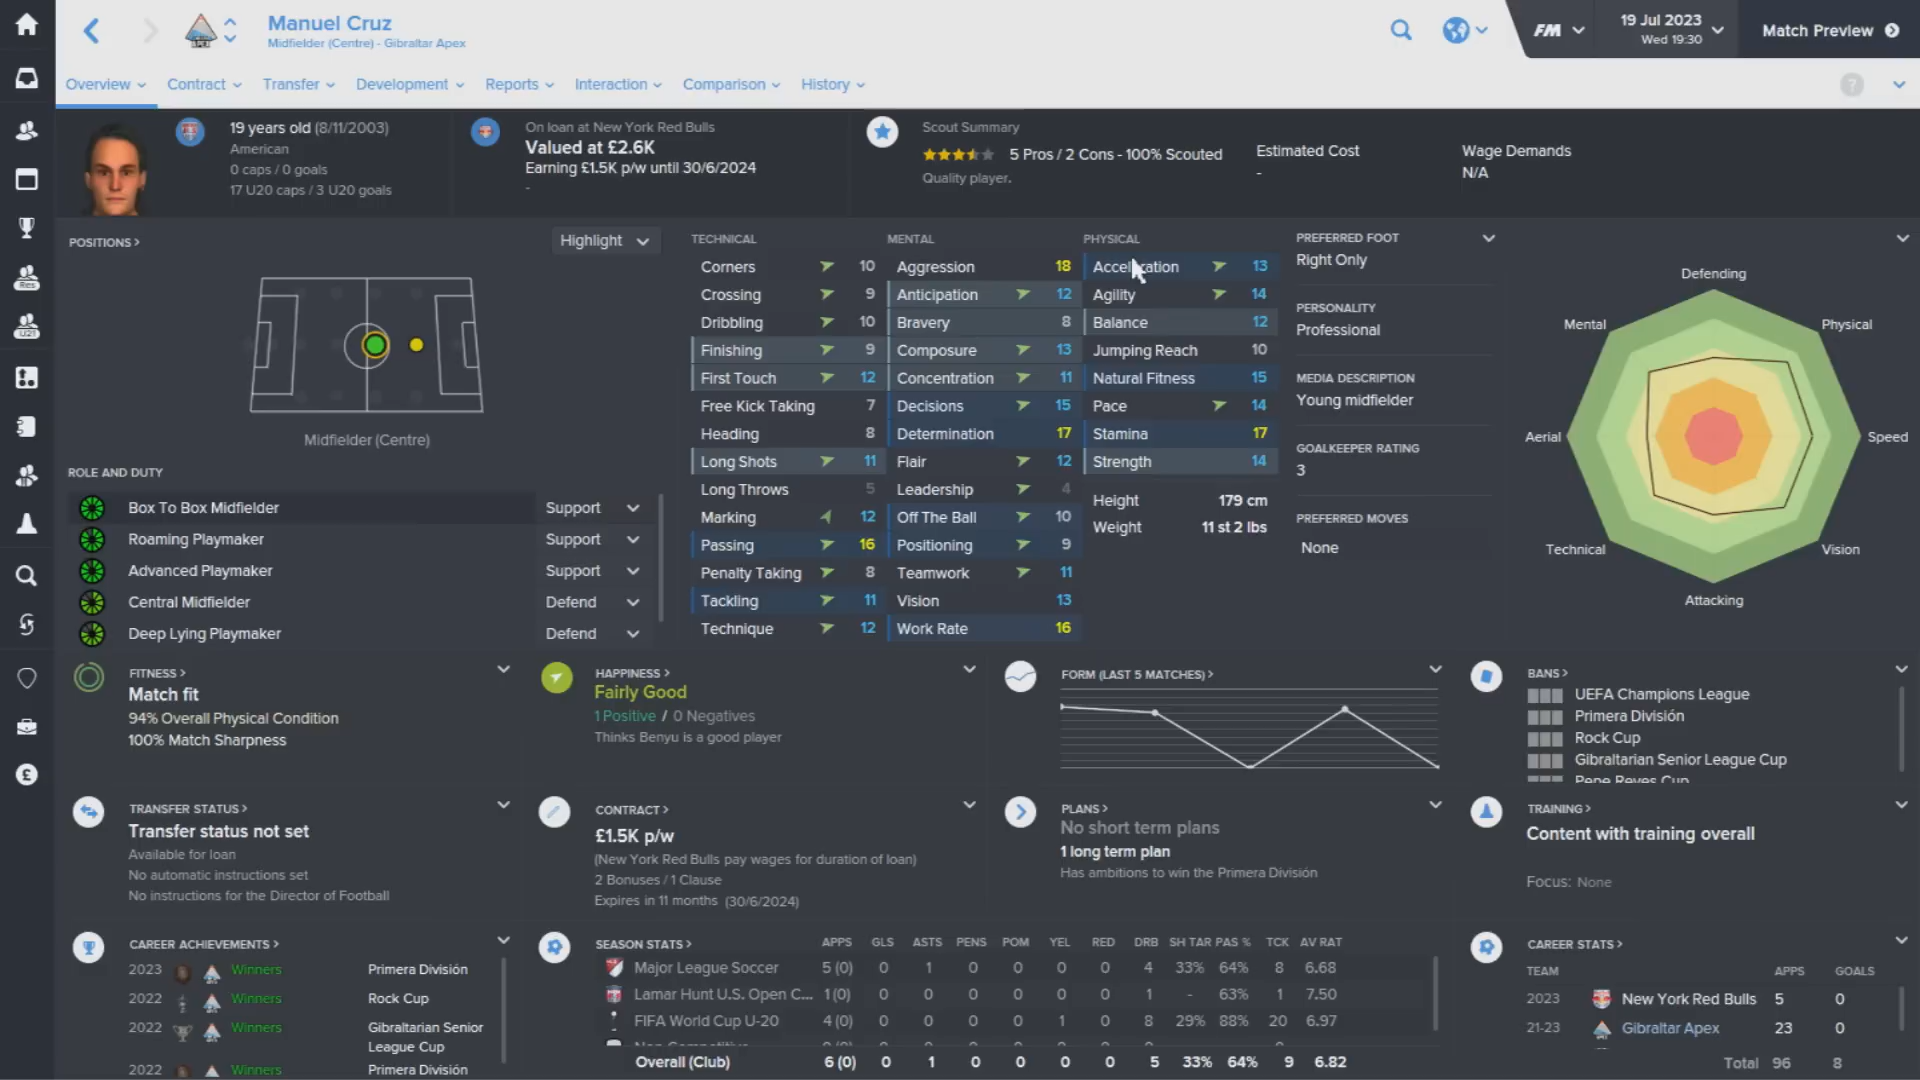 Manuel Cruz
Midfielder (Centre) - Gibraltar Apex
FM
19 Jul 2023
Wed 19:30
Match Preview
Overview
Contract
Transfer
Development
Reports
Interaction
Comparison
History
?
19 years old (8/11/2003)
American
0 caps / 0 goals
17 U20 caps / 3 U20 goals
On loan at New York Red Bulls
Valued at £2.6K
Earning £1.5K p/w until 30/6/2024
-
Scout Summary
5 Pros / 2 Cons - 100% Scouted
Quality player.
Estimated Cost
-
Wage Demands
N/A
Res
U21
POSITIONS >
Highlight
Midfielder (Centre)
ROLE AND DUTY
Box To Box Midfielder Support
Roaming Playmaker Support
Advanced Playmaker Support
Central Midfielder Defend
Deep Lying Playmaker Defend
TECHNICAL
Corners 10
Crossing 9
Dribbling 10
Finishing 9
First Touch 12
Free Kick Taking 7
Heading 8
Long Shots 11
Long Throws 5
Marking 12
Passing 16
Penalty Taking 8
Tackling 11
Technique 12
MENTAL
Aggression 18
Anticipation 12
Bravery 8
Composure 13
Concentration 11
Decisions 15
Determination 17
Flair 12
Leadership 4
Off The Ball 10
Positioning 9
Teamwork 11
Vision 13
Work Rate 16
PHYSICAL
Acceleration 13
Agility 14
Balance 12
Jumping Reach 10
Natural Fitness 15
Pace 14
Stamina 17
Strength 14
Height 179 cm
Weight 11 st 2 lbs
PREFERRED FOOT
Right Only
PERSONALITY
Professional
MEDIA DESCRIPTION
Young midfielder
GOALKEEPER RATING
3
PREFERRED MOVES
None
Defending
Mental
Physical
Aerial
Speed
Technical
Vision
Attacking
FITNESS >
Match fit
94% Overall Physical Condition
100% Match Sharpness
HAPPINESS >
Fairly Good
1 Positive / 0 Negatives
Thinks Benyu is a good player
FORM (LAST 5 MATCHES) >
BANS >
UEFA Champions League
Primera División
Rock Cup
Gibraltarian Senior League Cup
Pepe Reyes Cup
TRANSFER STATUS >
Transfer status not set
Available for loan
No automatic instructions set
No instructions for the Director of Football
CONTRACT >
£1.5K p/w
(New York Red Bulls pay wages for duration of loan)
2 Bonuses / 1 Clause
Expires in 11 months (30/6/2024)
PLANS >
No short term plans
1 long term plan
Has ambitions to win the Primera División
TRAINING >
Content with training overall
Focus: None
CAREER ACHIEVEMENTS >
2023 Winners Primera División
2022 Winners Rock Cup
2022 Winners Gibraltarian Senior
League Cup
2022 Winners Primera División
SEASON STATS > APPS GLS ASTS PENS POM YEL RED DRB SH TAR PAS % TCK AV RAT
Major League Soccer 5 (0) 0 1 0 0 0 0 4 33% 64% 8 6.68
Lamar Hunt U.S. Open C... 1 (0) 0 0 0 0 0 0 1 - 63% 1 7.50
FIFA World Cup U-20 4 (0) 0 0 0 0 1 0 8 29% 88% 20 6.97
Overall (Club) 6 (0) 0 1 0 0 0 0 5 33% 64% 9 6.82
CAREER STATS >
TEAM APPS GOALS
2023 New York Red Bulls 5 0
21-23 Gibraltar Apex 23 0
Total 96 8